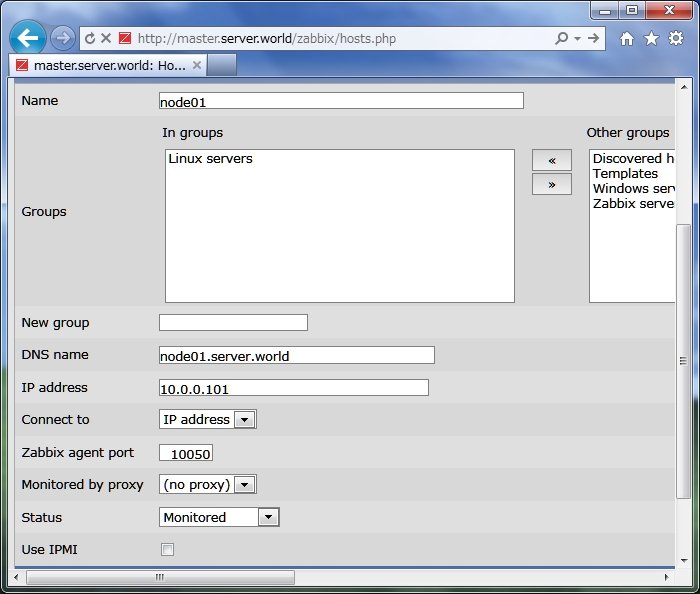 http://master.server.world/zabbix/hosts.php
master.server.world: Ho...
Name
node01
In groups
Other groups
Groups
Linux servers
«
»
Discovered h
Templates
Windows serv
Zabbix serve
New group
DNS name
node01.server.world
IP address
10.0.0.101
Connect to
IP address
Zabbix agent port
10050
Monitored by proxy
(no proxy)
Status
Monitored
Use IPMI